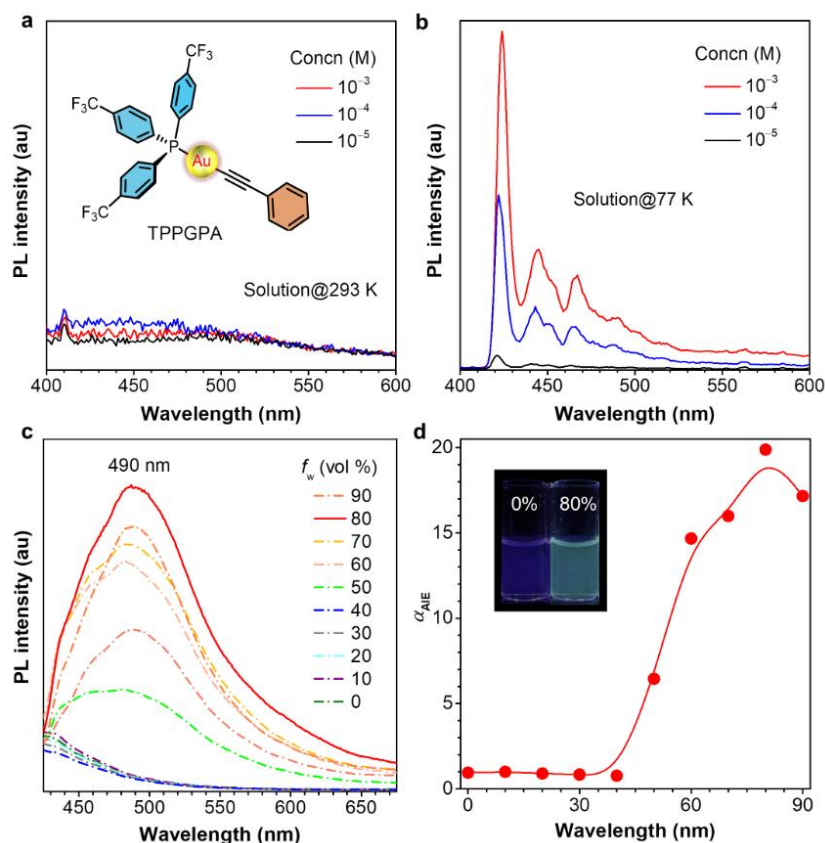 a
PL intensity (au)
Concn (M)
10⁻³
10⁻⁴
10⁻⁵
CF₃
F₃C
F₃C
P
Au
TPPGPA
Solution@293 K
400 450 500 550 600
Wavelength (nm)
b
PL intensity (au)
Concn (M)
10⁻³
10⁻⁴
10⁻⁵
Solution@77 K
400 450 500 550 600
Wavelength (nm)
c
PL intensity (au)
490 nm
f_w (vol %)
90
80
70
60
50
40
30
20
10
0
450 500 550 600 650
Wavelength (nm)
d
α_AIE
20
15
10
5
0
0% 80%
0 30 60 90
Wavelength (nm)